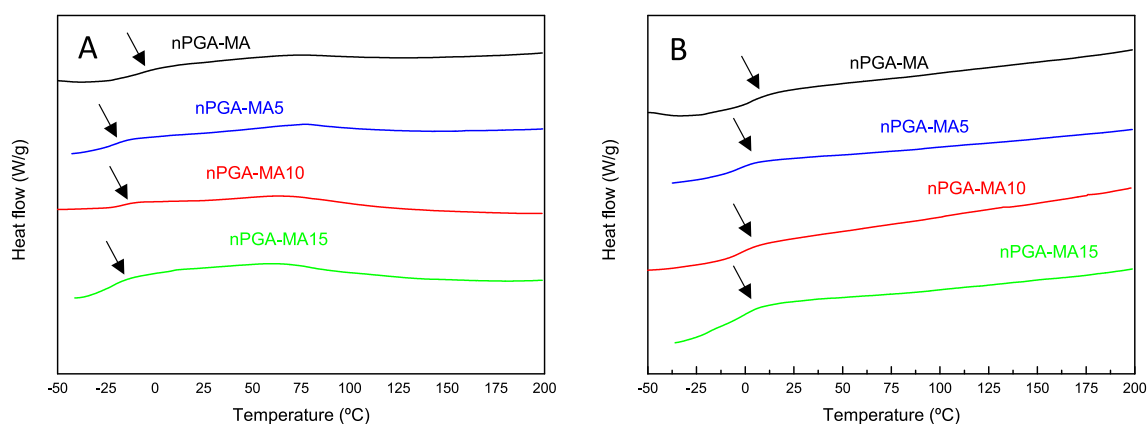 A
nPGA-MA
nPGA-MA5
nPGA-MA10
nPGA-MA15
Heat flow (W/g)
-50 -25 0 25 50 75 100 125 150 175 200
Temperature (ºC)
B
nPGA-MA
nPGA-MA5
nPGA-MA10
nPGA-MA15
Heat flow (W/g)
-50 -25 0 25 50 75 100 125 150 175 200
Temperature (ºC)